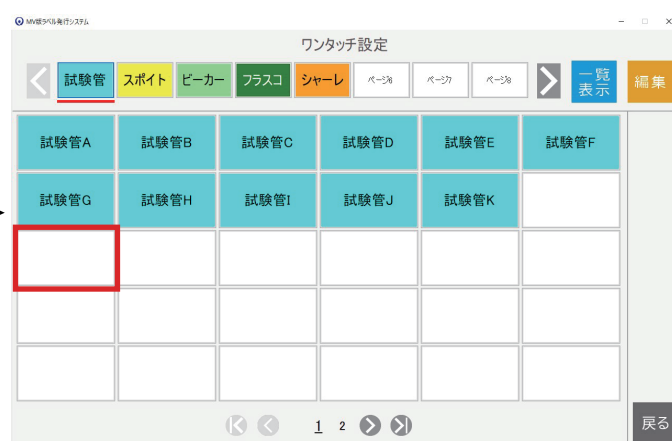 MV版ラベル発行システム
ワンタッチ設定
試験管 スポイト ビーカー フラスコ シャーレ ページ6 ページ7 ページ8 一覧表示 編集
試験管A 試験管B 試験管C 試験管D 試験管E 試験管F
試験管G 試験管H 試験管I 試験管J 試験管K
1 2
戻る